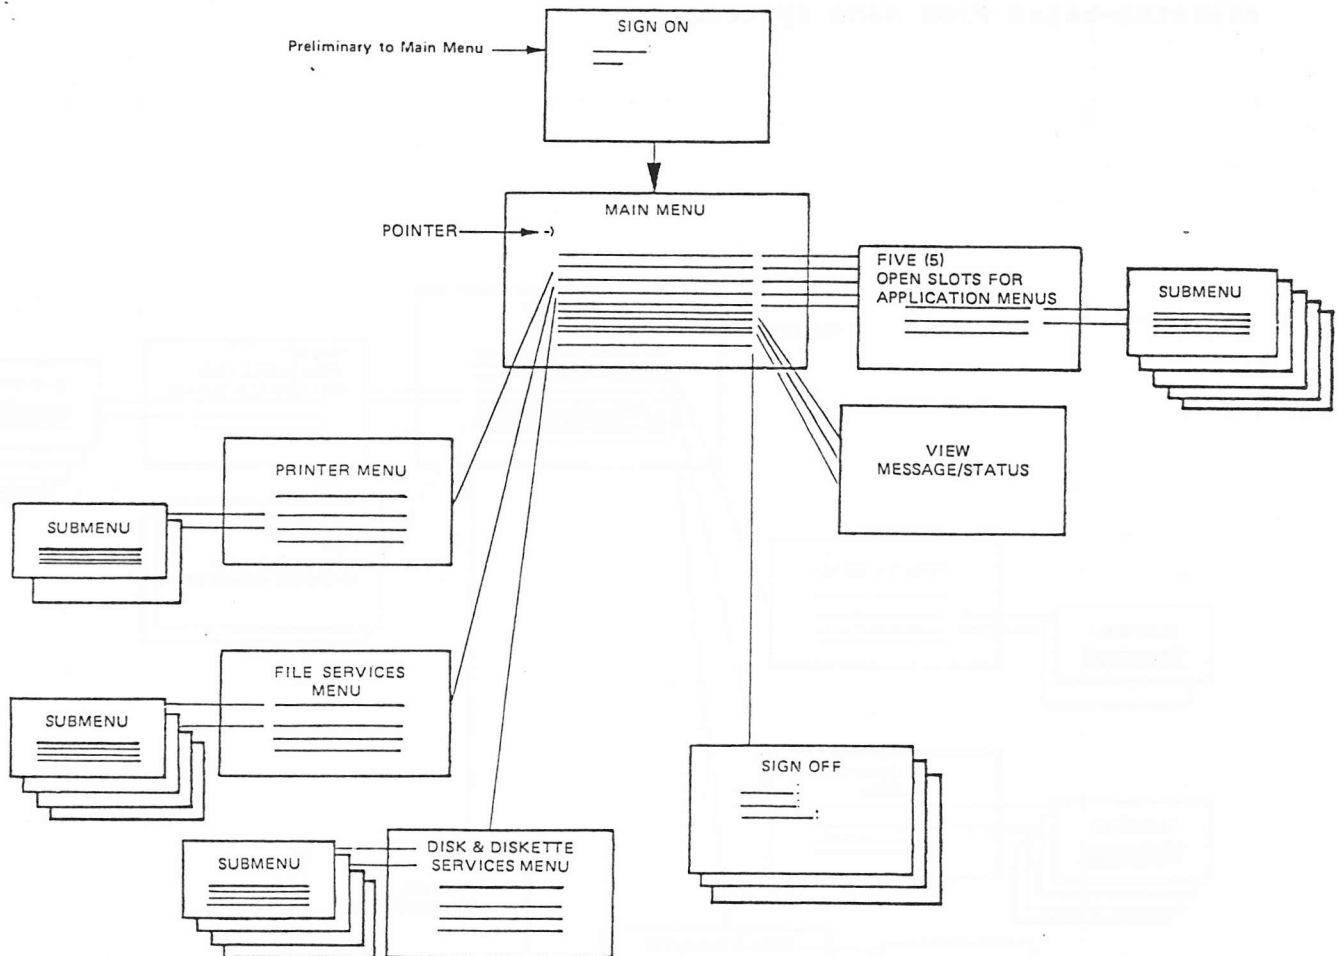 SIGN ON
Preliminary to Main Menu
MAIN MENU
POINTER
FIVE (5)
OPEN SLOTS FOR
APPLICATION MENUS
SUBMENU
VIEW
MESSAGE/STATUS
PRINTER MENU
SUBMENU
FILE SERVICES
MENU
SUBMENU
SIGN OFF
DISK & DISKETTE
SERVICES MENU
SUBMENU